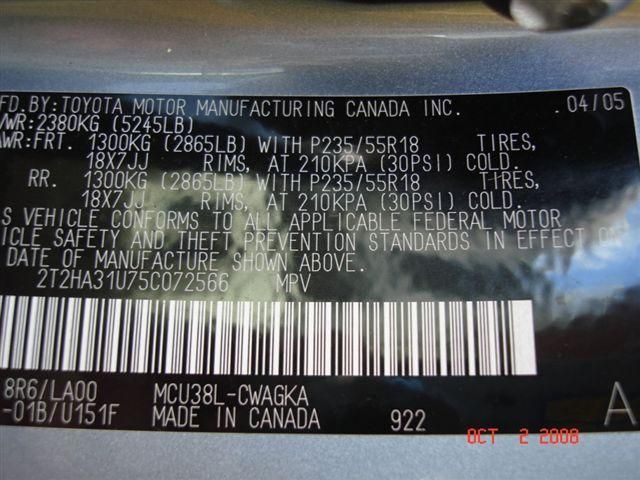 FD.BY:TOYOTA MOTOR MANUFACTURING CANADA INC. 04/05
VWR:2380KG (5245LB)
AWR:FRT. 1300KG (2865LB) WITH P235/55R18 TIRES,
18X7JJ RIMS, AT 210KPA (30PSI) COLD.
RR. 1300KG (2865LB) WITH P235/55R18 TIRES,
18X7JJ RIMS, AT 210KPA (30PSI) COLD.
S VEHICLE CONFORMS TO ALL APPLICABLE FEDERAL MOTOR
ICLE SAFETY AND THEFT PREVENTION STANDARDS IN EFFECT ON
DATE OF MANUFACTURE SHOWN ABOVE.
2T2HA31U75C072566 MPV
8R6/LA00 MCU38L-CWAGKA
-01B/U151F MADE IN CANADA 922 A
OCT 2 2008